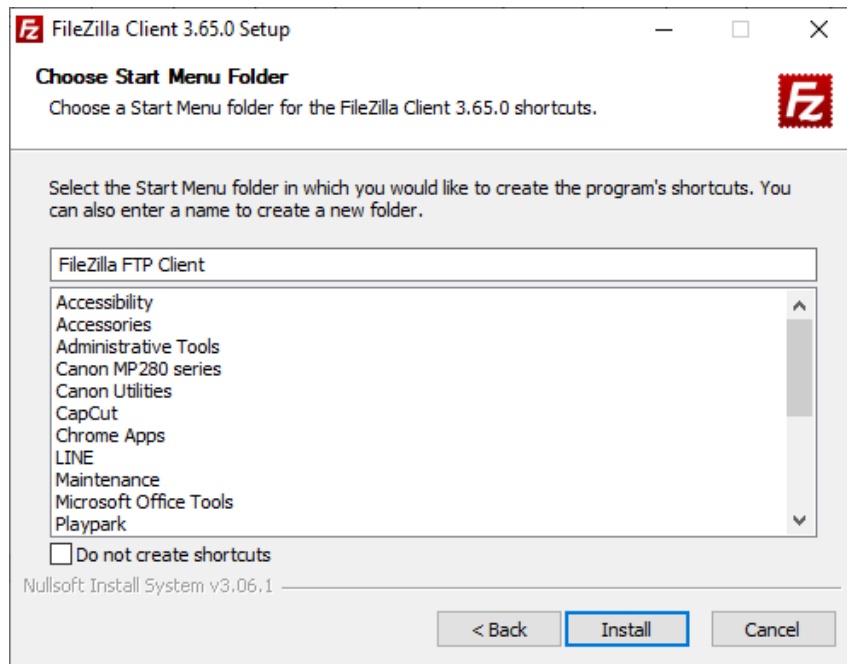 FileZilla Client 3.65.0 Setup
Choose Start Menu Folder
Choose a Start Menu folder for the FileZilla Client 3.65.0 shortcuts.
Select the Start Menu folder in which you would like to create the program's shortcuts. You
can also enter a name to create a new folder.
FileZilla FTP Client
Accessibility
Accessories
Administrative Tools
Canon MP280 series
Canon Utilities
CapCut
Chrome Apps
LINE
Maintenance
Microsoft Office Tools
Playpark
Do not create shortcuts
Nullsoft Install System v3.06.1
< Back Install Cancel